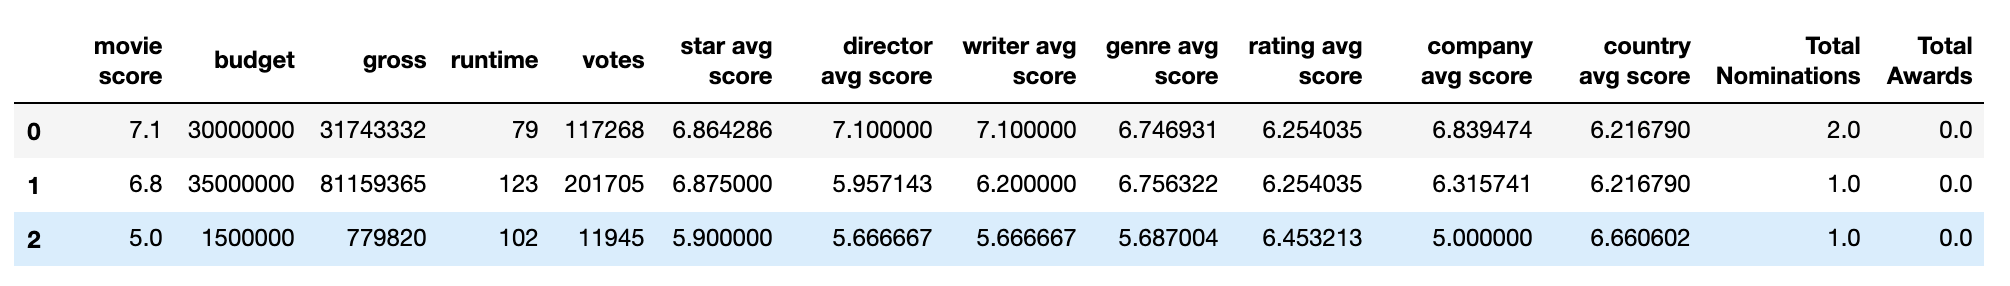 movie score budget gross runtime votes star avg score director avg score writer avg score genre avg score rating avg score company avg score country avg score Total Nominations Total Awards
0 7.1 30000000 31743332 79 117268 6.864286 7.100000 7.100000 6.746931 6.254035 6.839474 6.216790 2.0 0.0
1 6.8 35000000 81159365 123 201705 6.875000 5.957143 6.200000 6.756322 6.254035 6.315741 6.216790 1.0 0.0
2 5.0 1500000 779820 102 11945 5.900000 5.666667 5.666667 5.687004 6.453213 5.000000 6.660602 1.0 0.0